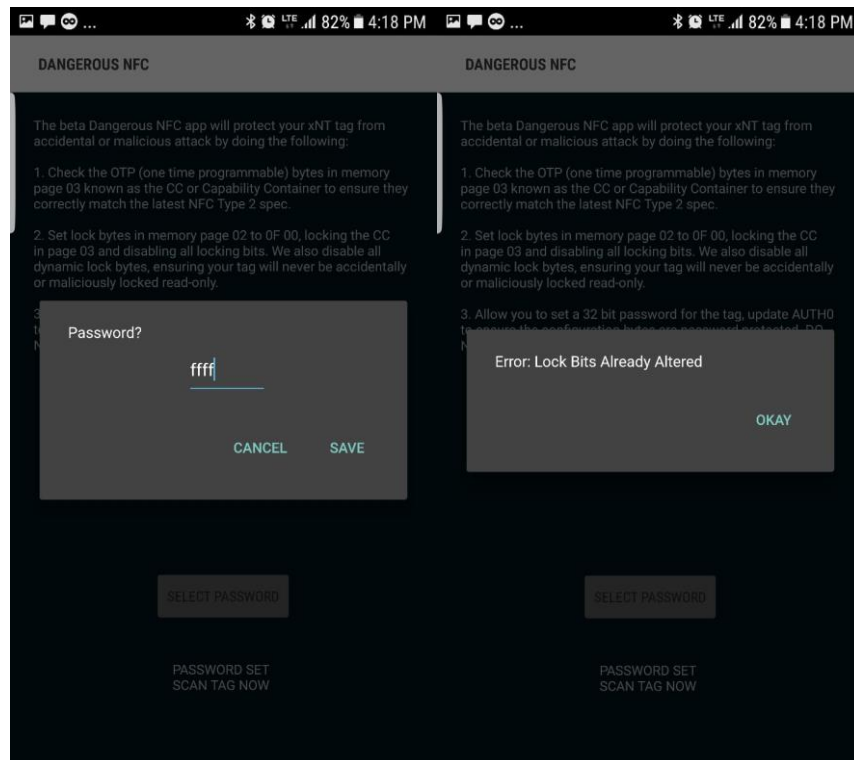 ... LTE 82% 4:18 PM
DANGEROUS NFC
The beta Dangerous NFC app will protect your xNT tag from
accidental or malicious attack by doing the following:
1. Check the OTP (one time programmable) bytes in memory
page 03 known as the CC or Capability Container to ensure they
correctly match the latest NFC Type 2 spec.
2. Set lock bytes in memory page 02 to 0F 00, locking the CC
in page 03 and disabling all locking bits. We also disable all
dynamic lock bytes, ensuring your tag will never be accidentally
or maliciously locked read-only.
3
Password?
ffff
CANCEL SAVE
SELECT PASSWORD
PASSWORD SET
SCAN TAG NOW
... LTE 82% 4:18 PM
DANGEROUS NFC
The beta Dangerous NFC app will protect your xNT tag from
accidental or malicious attack by doing the following:
1. Check the OTP (one time programmable) bytes in memory
page 03 known as the CC or Capability Container to ensure they
correctly match the latest NFC Type 2 spec.
2. Set lock bytes in memory page 02 to 0F 00, locking the CC
in page 03 and disabling all locking bits. We also disable all
dynamic lock bytes, ensuring your tag will never be accidentally
or maliciously locked read-only.
3. Allow you to set a 32 bit password for the tag, update AUTH0
to ensure the configuration bytes are password protected. DO
Error: Lock Bits Already Altered
OKAY
SELECT PASSWORD
PASSWORD SET
SCAN TAG NOW